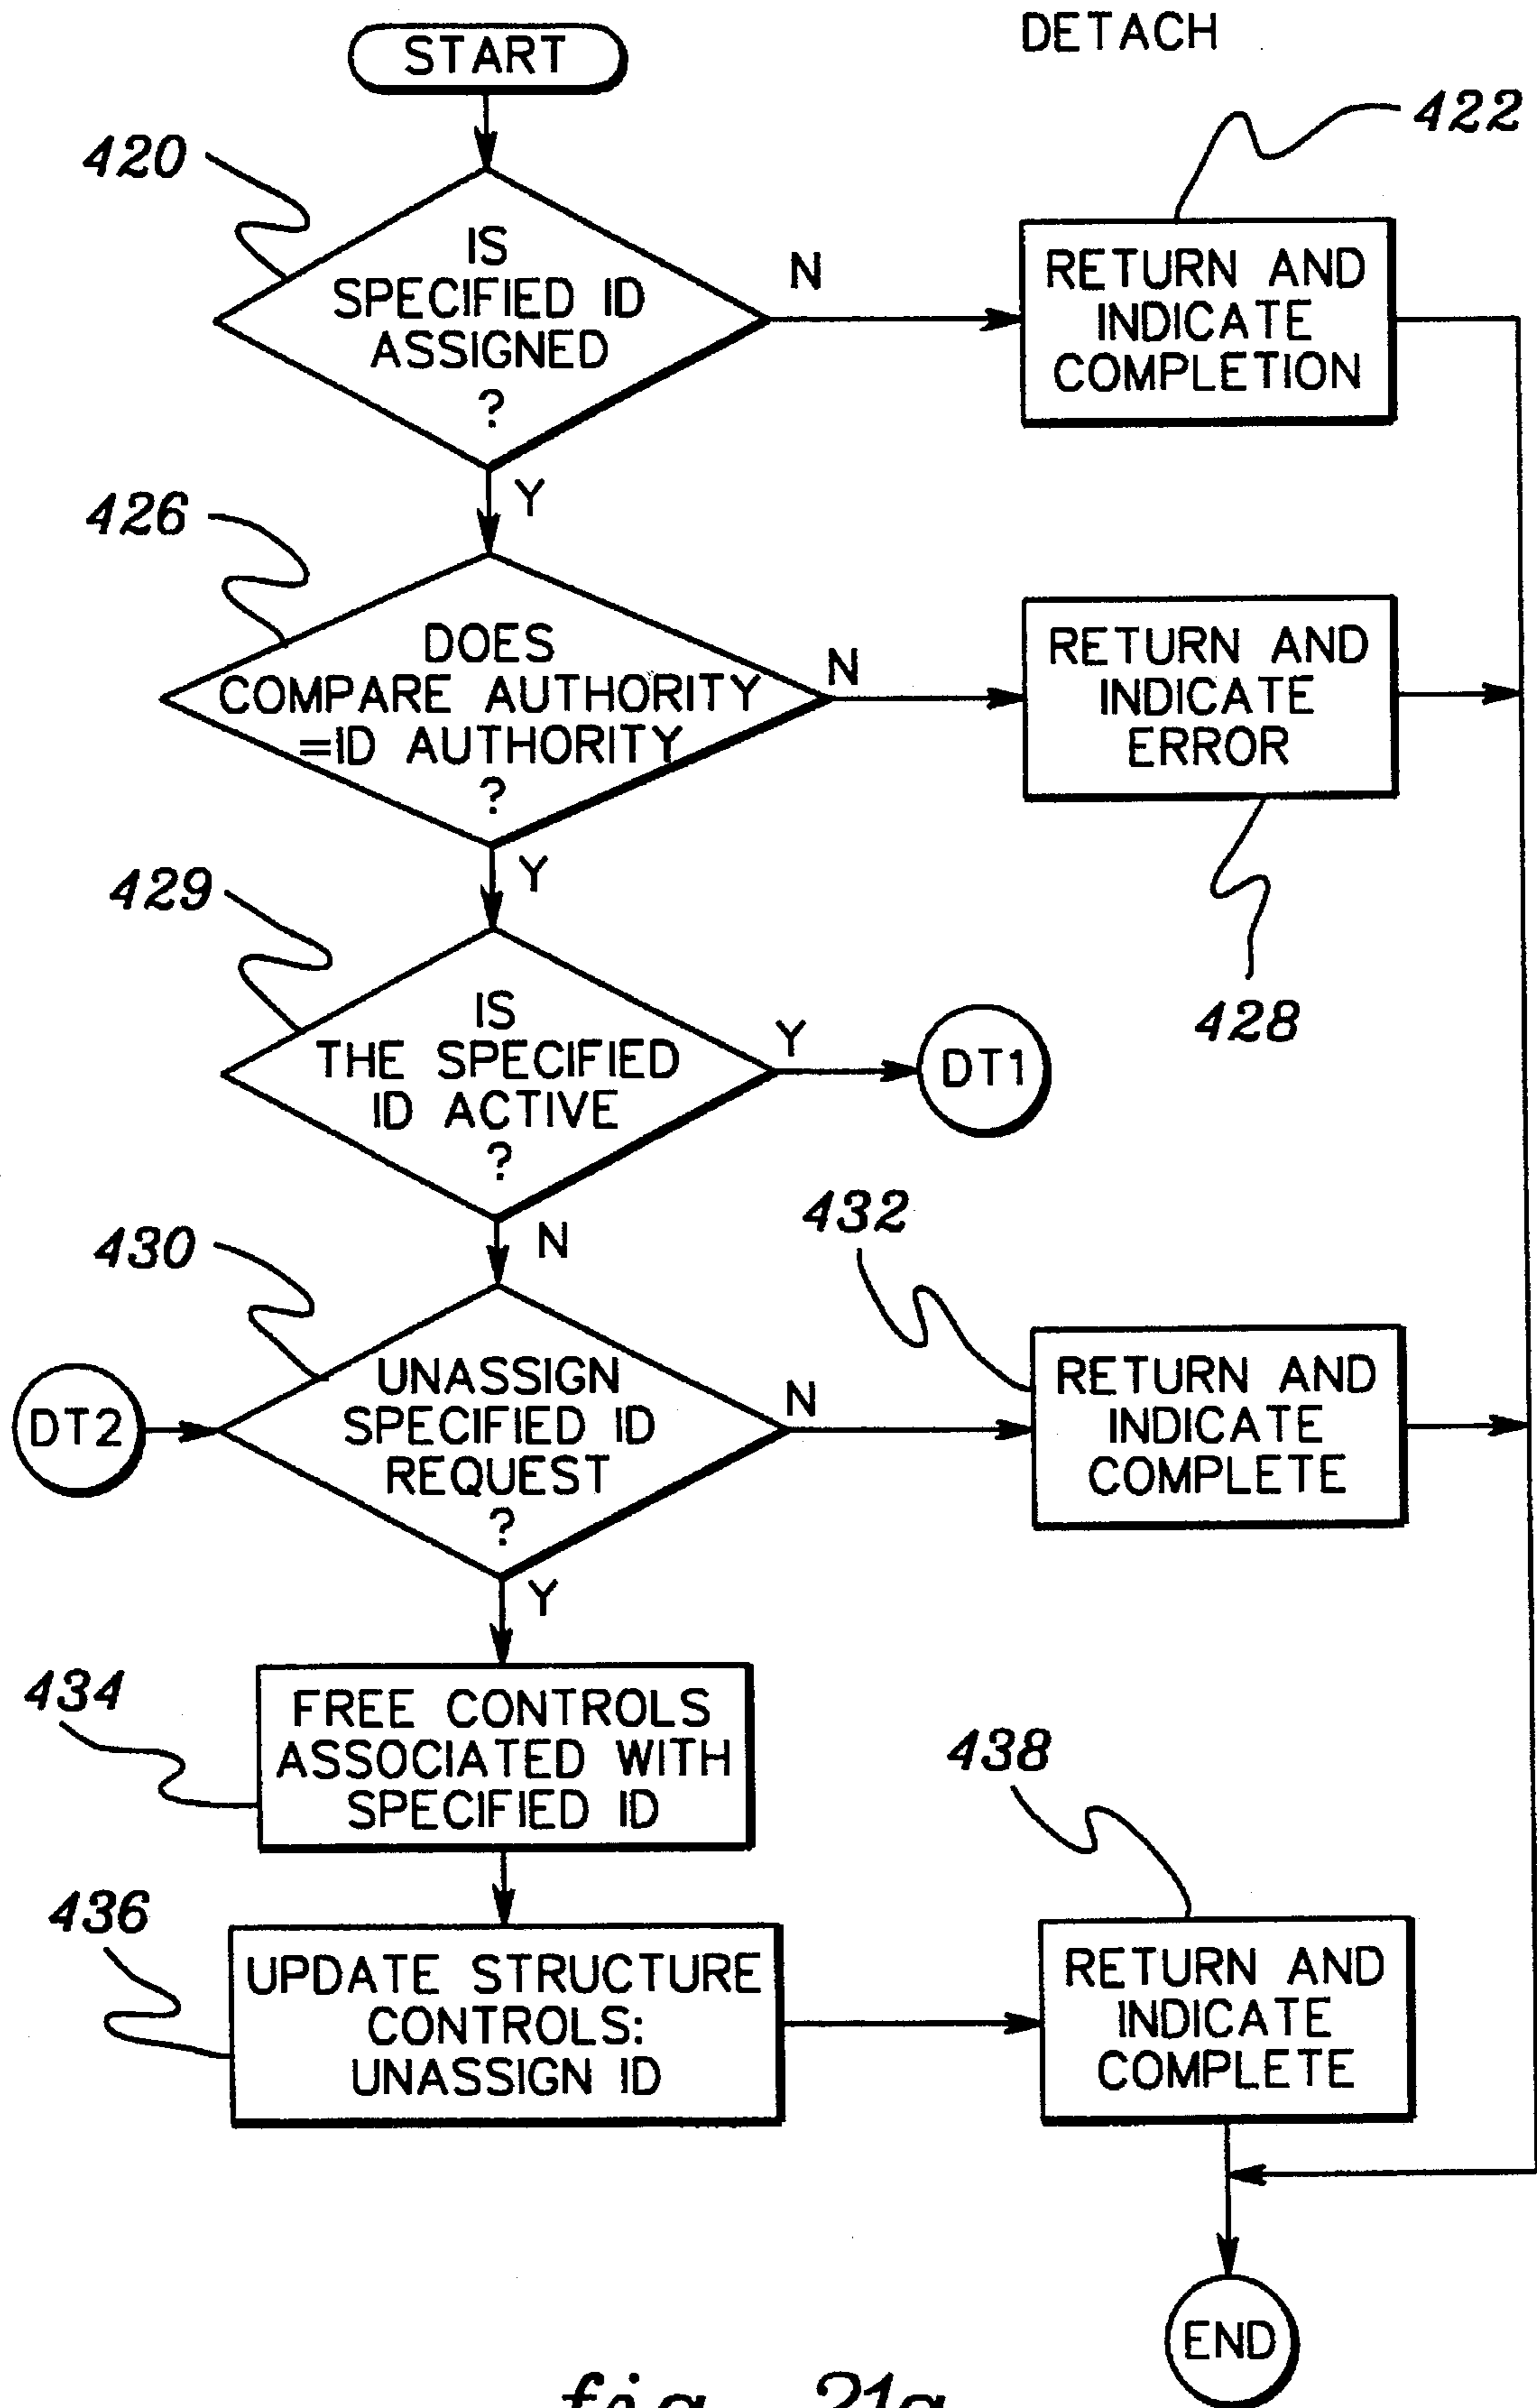 DETACH
START
420
422
IS
SPECIFIED ID
ASSIGNED
?
N
RETURN AND
INDICATE
COMPLETION
Y
426
DOES
COMPARE AUTHORITY
=ID AUTHORITY
?
N
RETURN AND
INDICATE
ERROR
428
Y
429
IS
THE SPECIFIED
ID ACTIVE
?
Y
DT1
N
430
432
DT2
UNASSIGN
SPECIFIED ID
REQUEST
?
N
RETURN AND
INDICATE
COMPLETE
Y
434
FREE CONTROLS
ASSOCIATED WITH
SPECIFIED ID
438
436
UPDATE STRUCTURE
CONTROLS:
UNASSIGN ID
RETURN AND
INDICATE
COMPLETE
END
fig. 21a